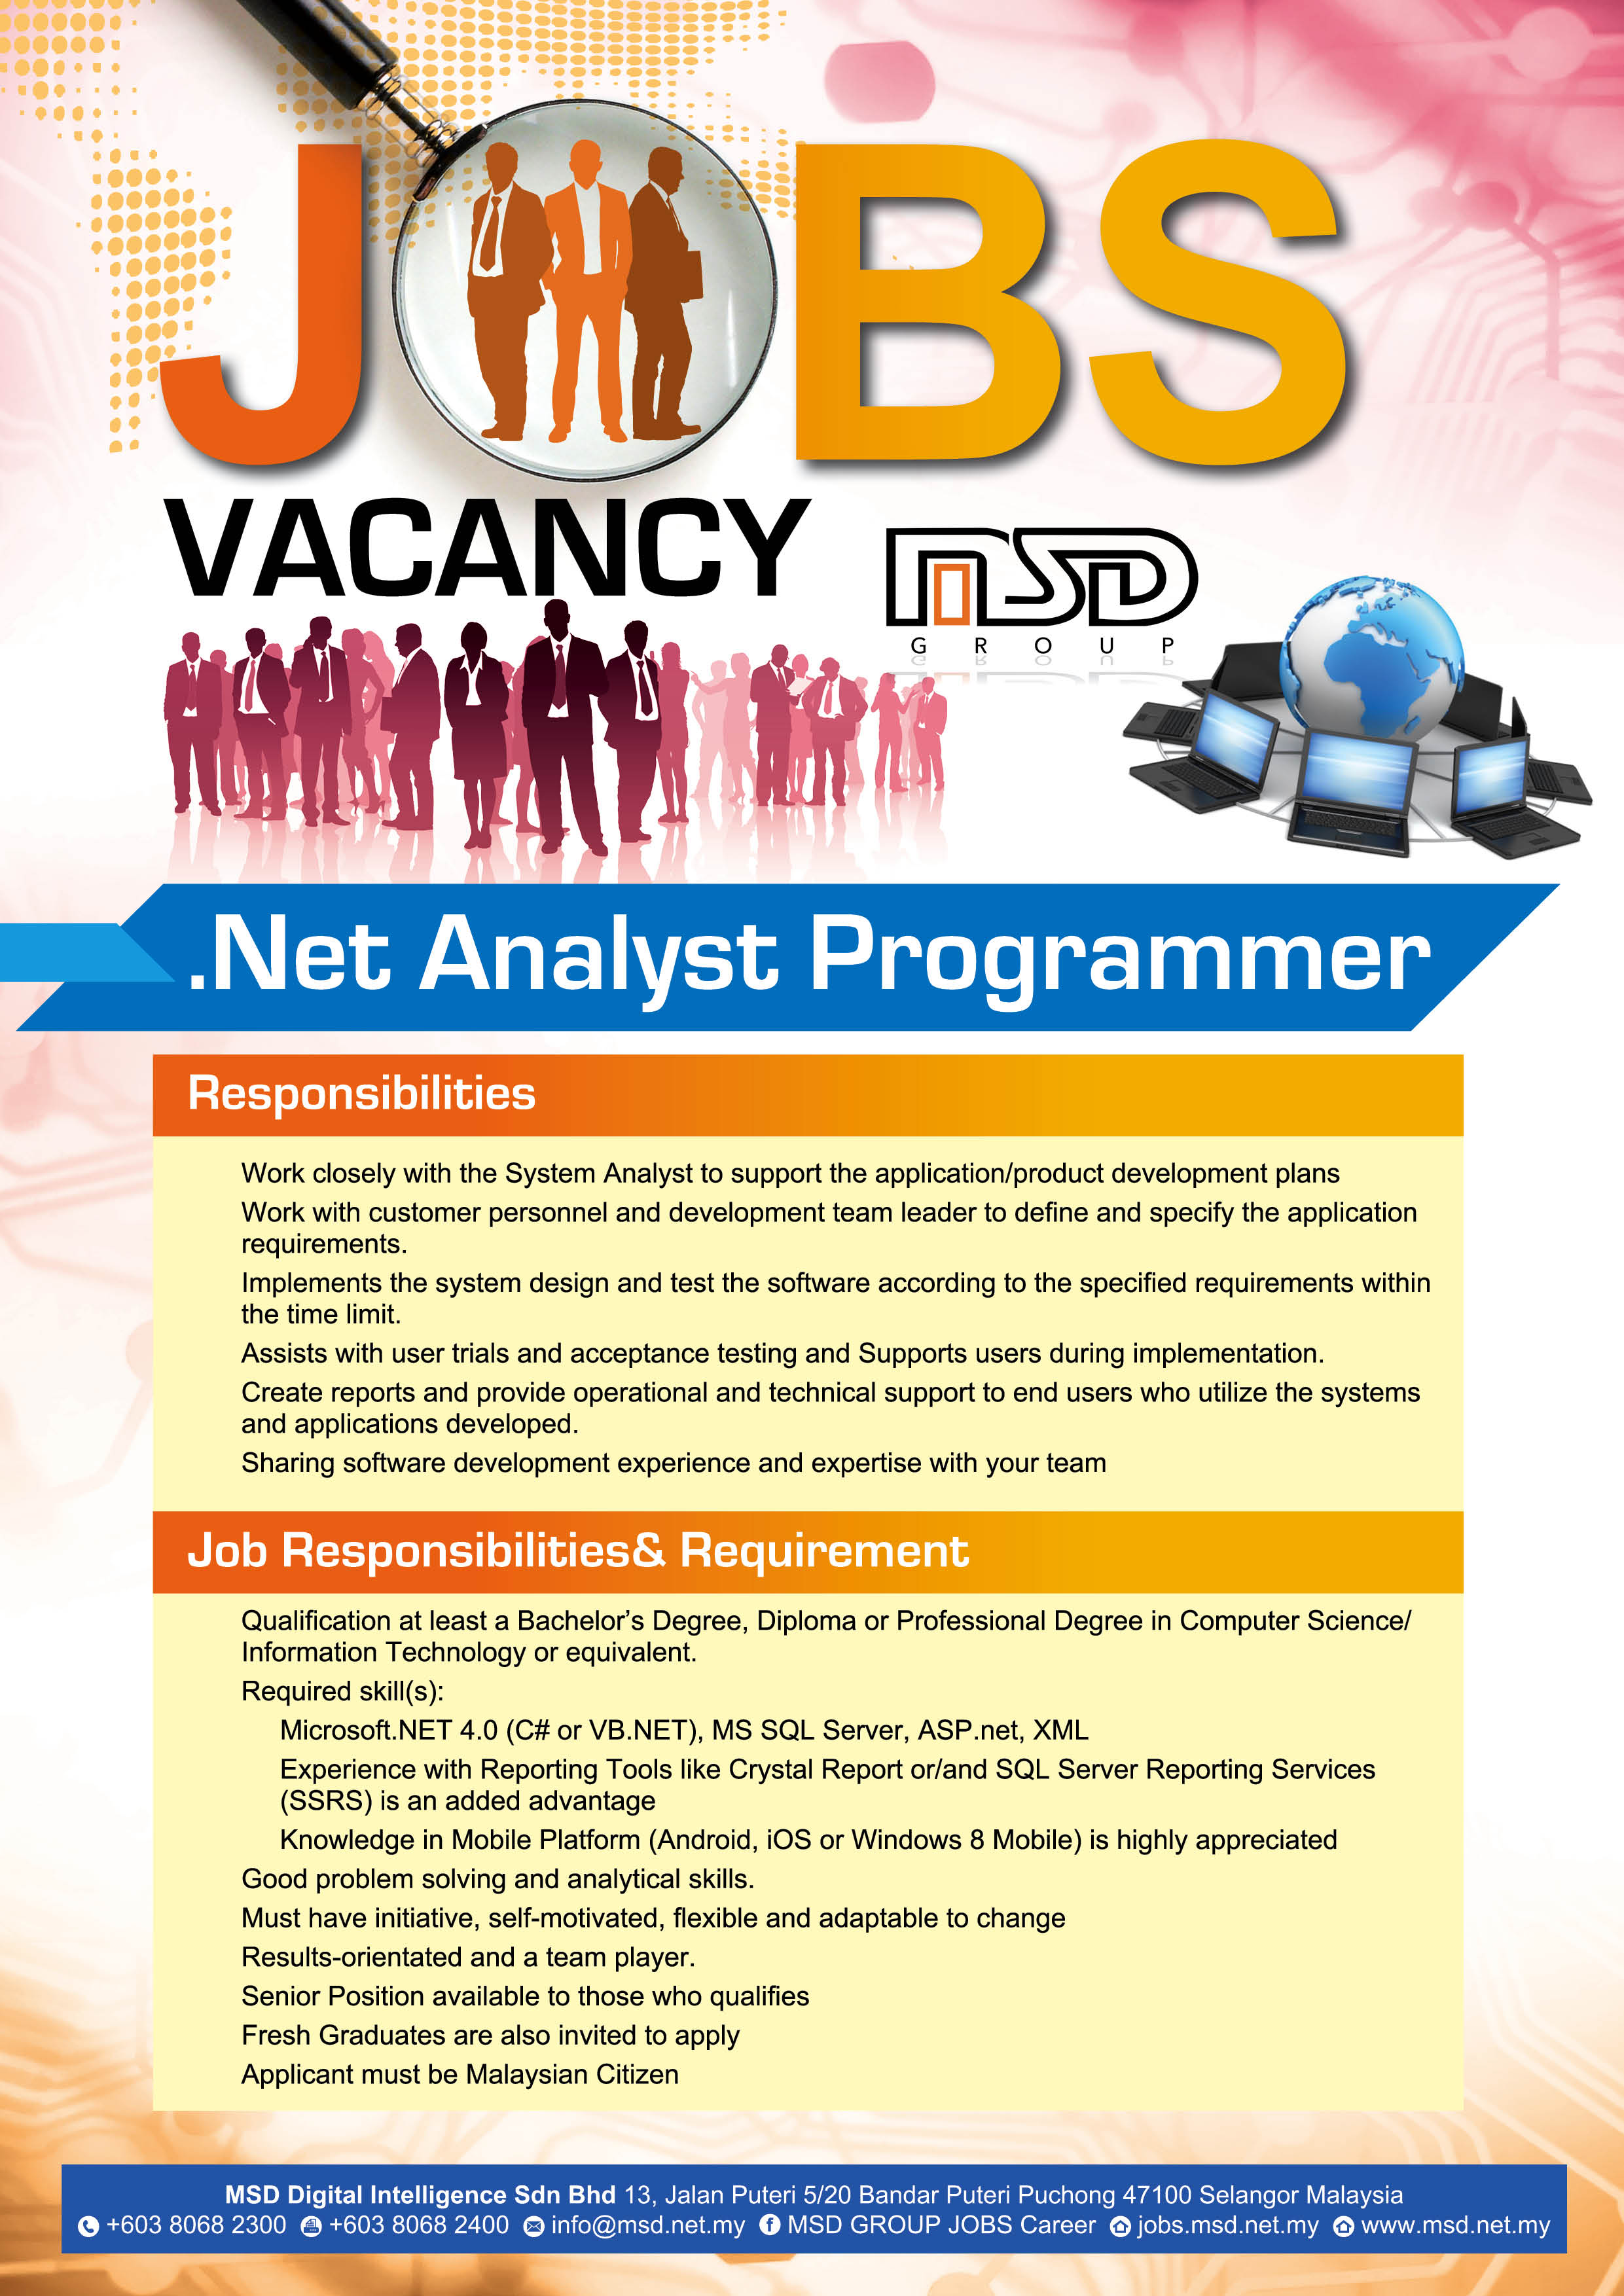 JOBS
VACANCY
MSD
GROUP
.Net Analyst Programmer
Responsibilities
Work closely with the System Analyst to support the application/product development plans
Work with customer personnel and development team leader to define and specify the application
requirements.
Implements the system design and test the software according to the specified requirements within
the time limit.
Assists with user trials and acceptance testing and Supports users during implementation.
Create reports and provide operational and technical support to end users who utilize the systems
and applications developed.
Sharing software development experience and expertise with your team
Job Responsibilities& Requirement
Qualification at least a Bachelor’s Degree, Diploma or Professional Degree in Computer Science/
Information Technology or equivalent.
Required skill(s):
Microsoft.NET 4.0 (C# or VB.NET), MS SQL Server, ASP.net, XML
Experience with Reporting Tools like Crystal Report or/and SQL Server Reporting Services
(SSRS) is an added advantage
Knowledge in Mobile Platform (Android, iOS or Windows 8 Mobile) is highly appreciated
Good problem solving and analytical skills.
Must have initiative, self-motivated, flexible and adaptable to change
Results-orientated and a team player.
Senior Position available to those who qualifies
Fresh Graduates are also invited to apply
Applicant must be Malaysian Citizen
MSD Digital Intelligence Sdn Bhd 13, Jalan Puteri 5/20 Bandar Puteri Puchong 47100 Selangor Malaysia
+603 8068 2300 +603 8068 2400 info@msd.net.my MSD GROUP JOBS Career jobs.msd.net.my www.msd.net.my